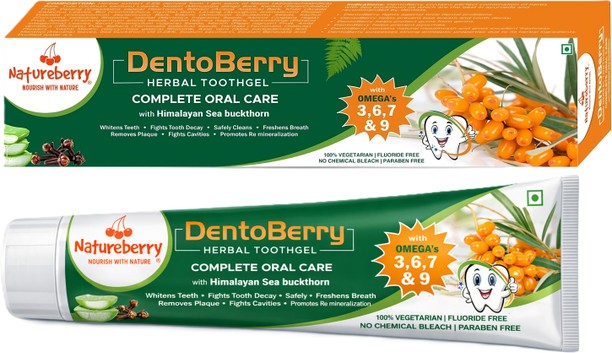 Natureberry
NOURISH WITH NATURE
DentoBerry
HERBAL TOOTHGEL
COMPLETE ORAL CARE
with Himalayan Sea buckthorn
Whitens Teeth • Fights Tooth Decay • Safely Cleans • Freshens Breath
Removes Plaque • Fights Cavities • Promotes Re mineralization
with
OMEGA's
3,6,7
& 9
100% VEGETARIAN | FLUORIDE FREE
NO CHEMICAL BLEACH | PARABEN FREE
Natureberry
NOURISH WITH NATURE
Natureberry®
NOURISH WITH NATURE
DentoBerry
HERBAL TOOTHGEL
COMPLETE ORAL CARE
with Himalayan Sea buckthorn
Whitens Teeth • Fights Tooth Decay • Safely • Freshens Breath
Removes Plaque • Fights Cavities • Promotes Re mineralization
with
OMEGA's
3,6,7
& 9
100% VEGETARIAN | FLUORIDE FREE
NO CHEMICAL BLEACH | PARABEN FREE